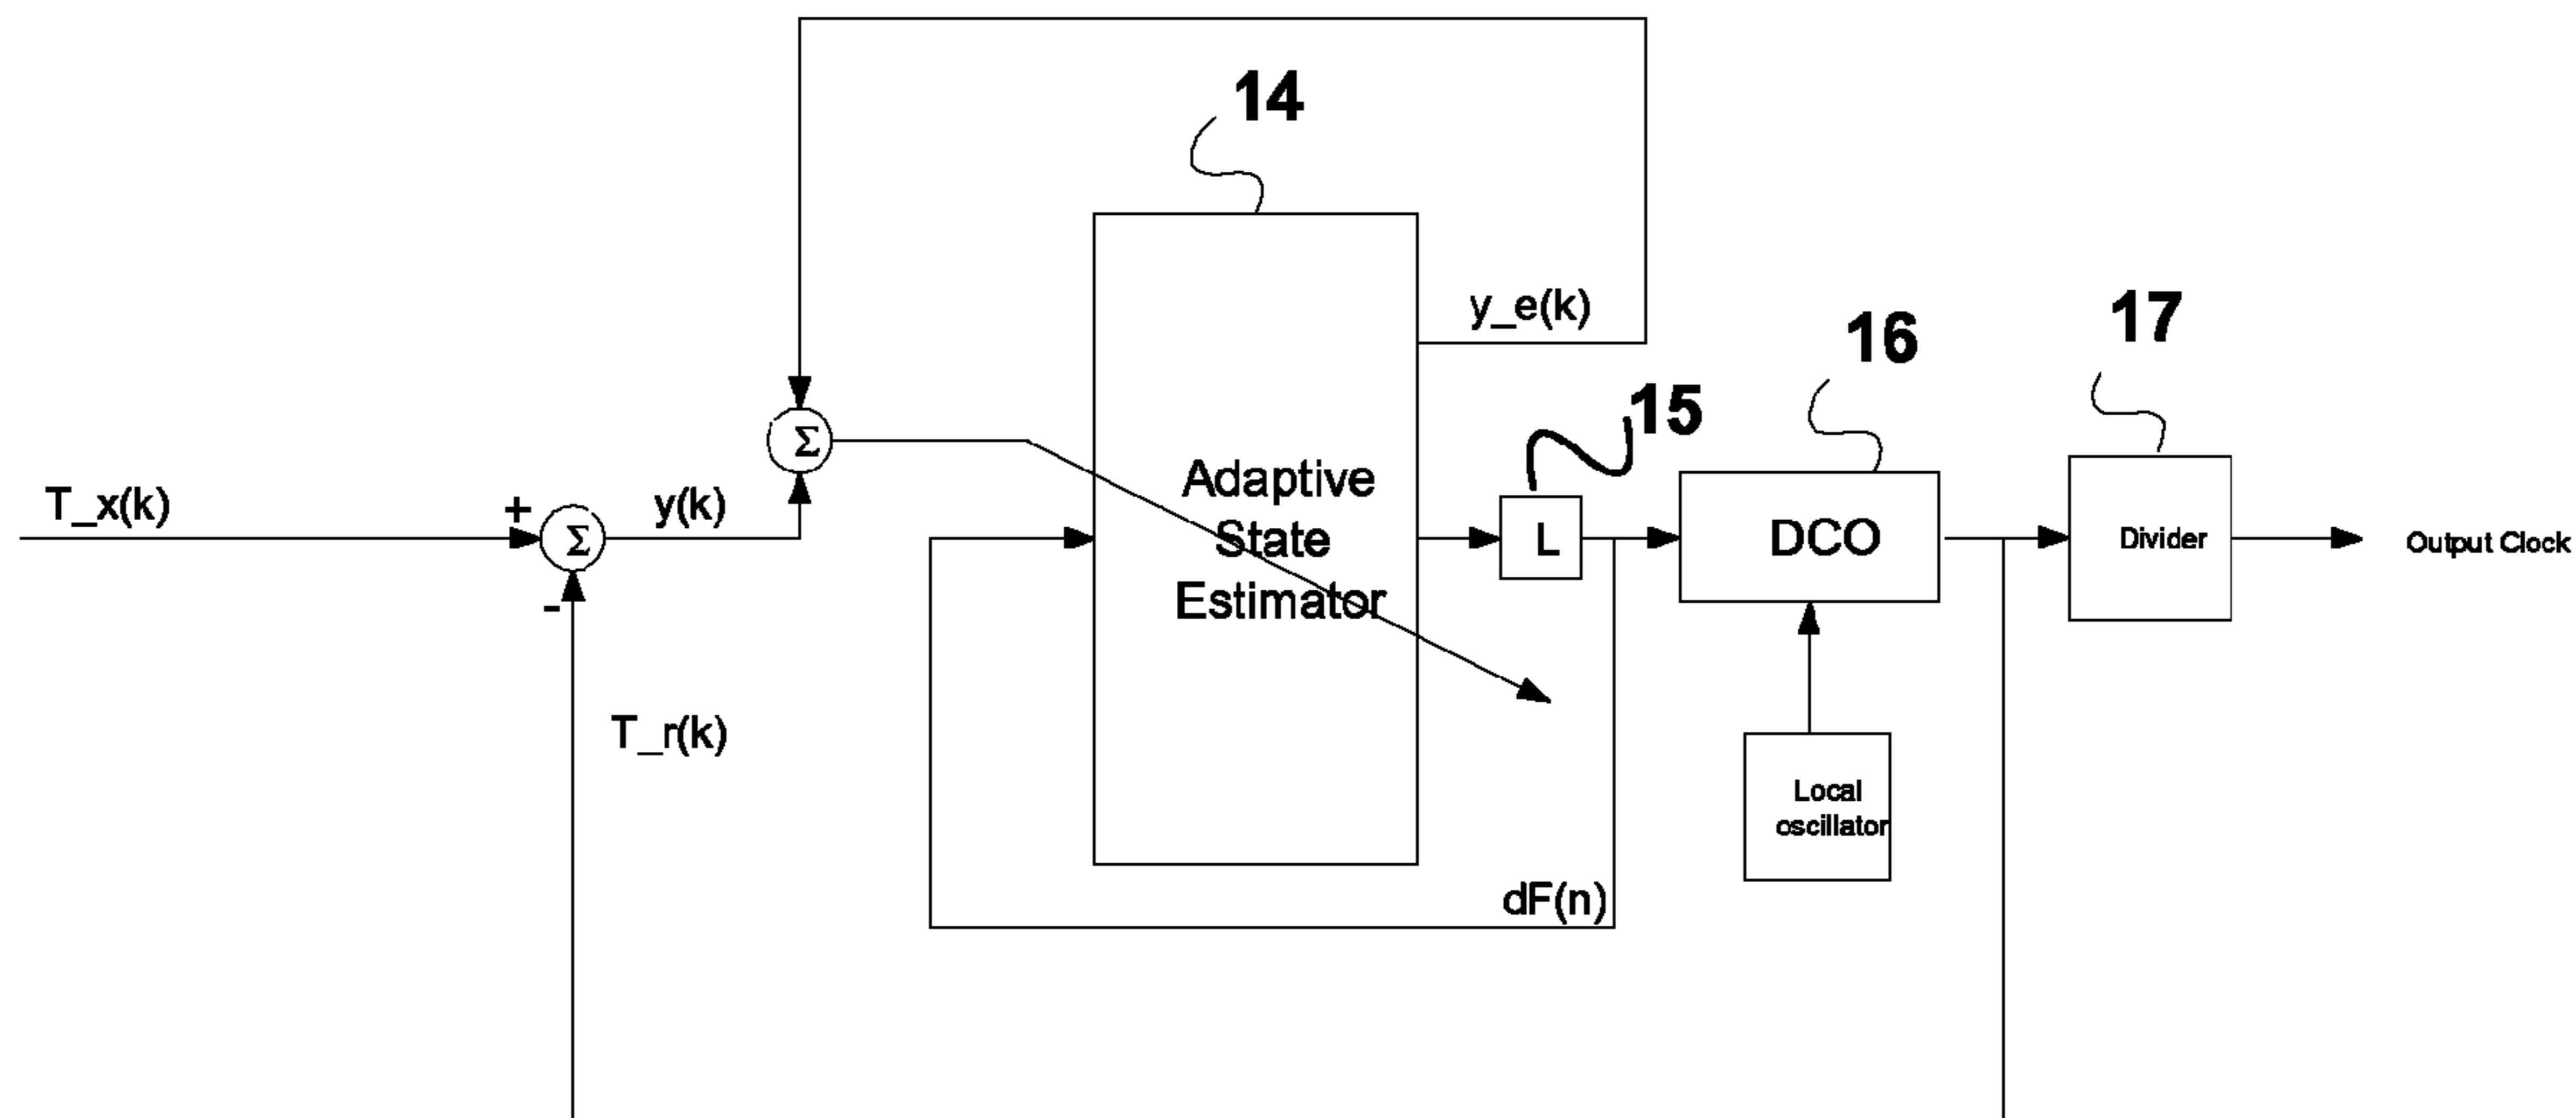 14
y_e(k)
16
17
15
Σ
T_x(k)
+
Σ
y(k)
Adaptive
State
Estimator
L
DCO
Divider
Output Clock
-
T_r(k)
Local
oscillator
dF(n)